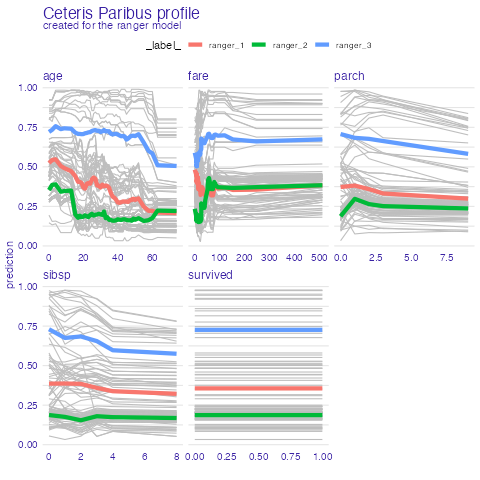 Ceteris Paribus profile
created for the ranger model
_label_ ranger_1 ranger_2 ranger_3
age fare parch
1.00
0.75
0.50
0.25
0.00
0 20 40 60 0 100 200 300 400 500 0.0 2.5 5.0 7.5
prediction
sibsp survived
1.00
0.75
0.50
0.25
0.00
0 2 4 6 8 0.00 0.25 0.50 0.75 1.00